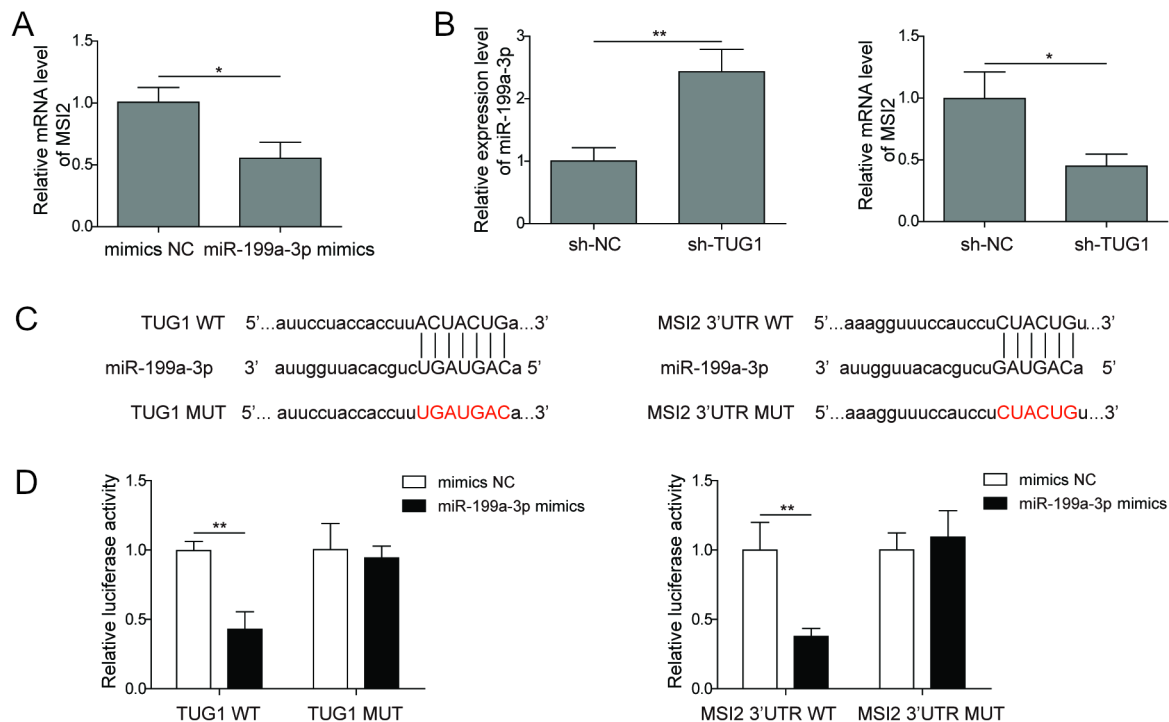 A
Relative mRNA level
of MSI2
1.5
1.0
0.5
0.0
*
mimics NC
miR-199a-3p mimics
B
Relative expression level
of miR-199a-3p
3
2
1
0
**
sh-NC
sh-TUG1
Relative mRNA level
of MSI2
1.5
1.0
0.5
0.0
*
sh-NC
sh-TUG1
C
TUG1 WT 5’...auuccuaccaccuuACUACUGa...3’
miR-199a-3p 3’ auugguuacacgucUGAUGACa 5’
TUG1 MUT 5’... auuccuaccaccuuUGAUGACa...3’
MSI2 3’UTR WT 5’...aaagguuuccauccuCUACUGu...3’
miR-199a-3p 3’ auugguuacacgucuGAUGACa 5’
MSI2 3’UTR MUT 5’...aaagguuuccauccuCUACUGu...3’
D
Relative luciferase activity
1.5
1.0
0.5
0.0
mimics NC
miR-199a-3p mimics
**
TUG1 WT
TUG1 MUT
Relative luciferase activity
1.5
1.0
0.5
0.0
mimics NC
miR-199a-3p mimics
**
MSI2 3’UTR WT
MSI2 3’UTR MUT